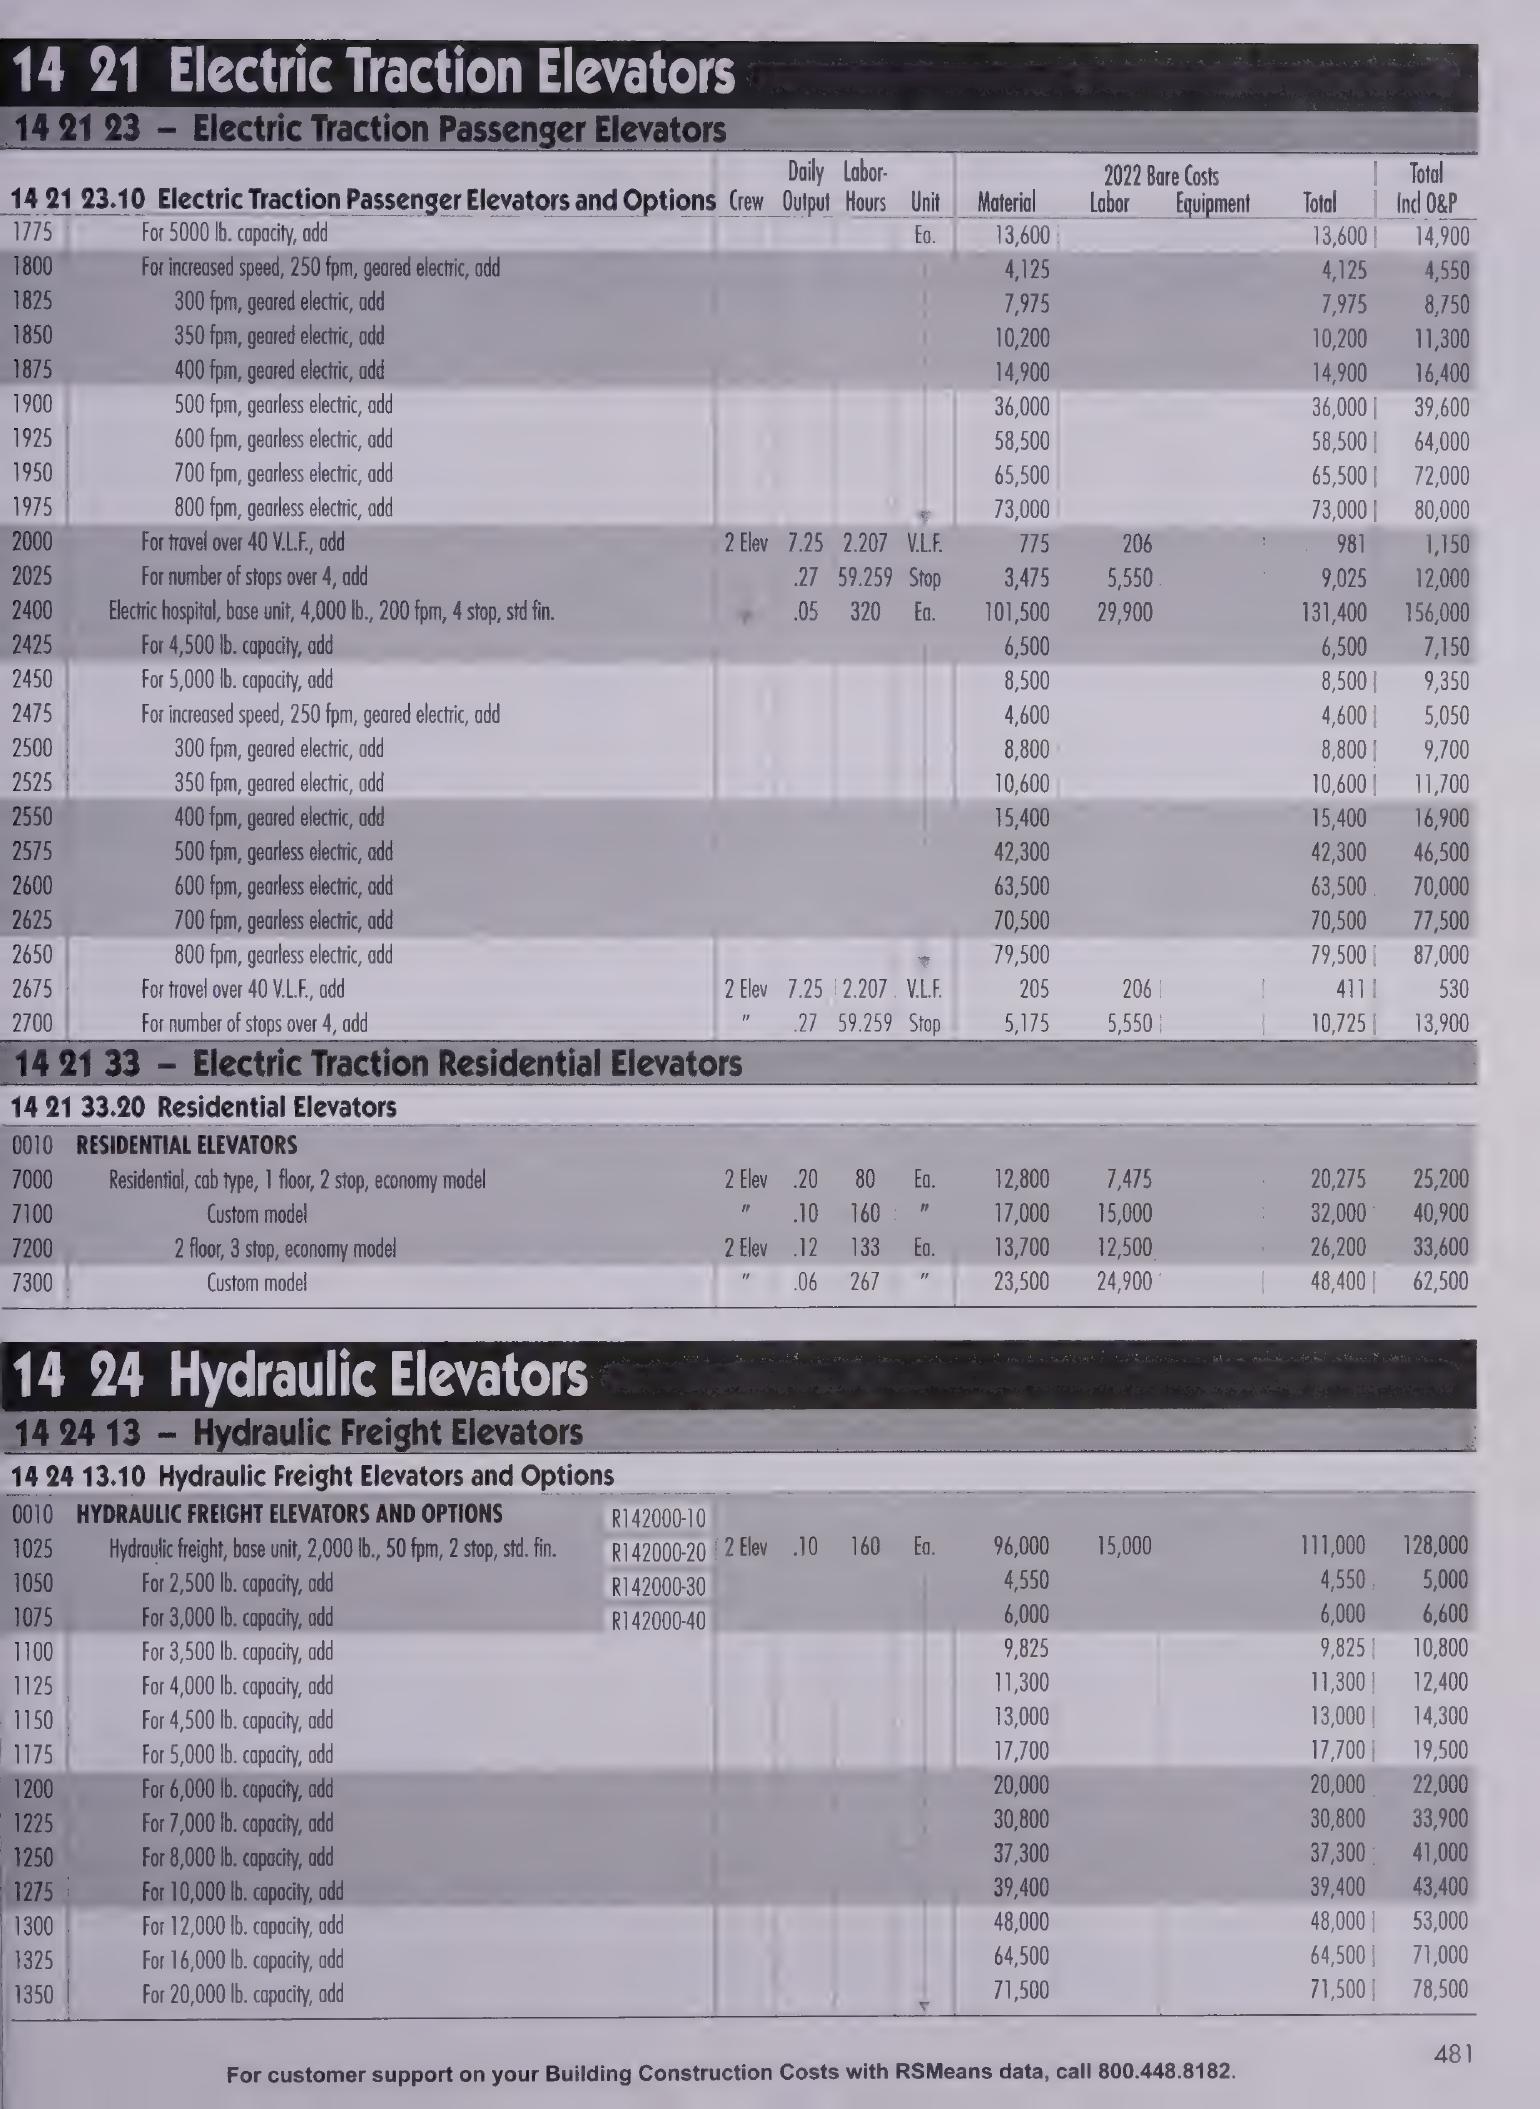 14 21 Electric Traction Elevators
14 21 23 – Electric Traction Passenger Elevators
14 21 23.10 Electric Traction Passenger Elevators and Options Crew Daily Output Labor-Hours Unit Material 2022 Bare Costs Labor Equipment Total Total Incl O&P
1775 For 5000 lb. capacity, add Ea. 13,600 13,600 14,900
1800 For increased speed, 250 fpm, geared electric, add 4,125 4,125 4,550
1825 300 fpm, geared electric, add 7,975 7,975 8,750
1850 350 fpm, geared electric, add 10,200 10,200 11,300
1875 400 fpm, geared electric, add 14,900 14,900 16,400
1900 500 fpm, gearless electric, add 36,000 36,000 39,600
1925 600 fpm, gearless electric, add 58,500 58,500 64,000
1950 700 fpm, gearless electric, add 65,500 65,500 72,000
1975 800 fpm, gearless electric, add 73,000 73,000 80,000
2000 For travel over 40 V.L.F., add 2 Elev 7.25 2.207 V.L.F. 775 206 981 1,150
2025 For number of stops over 4, add .27 59.259 Stop 3,475 5,550 9,025 12,000
2400 Electric hospital, base unit, 4,000 lb., 200 fpm, 4 stop, std fin. .05 320 Ea. 101,500 29,900 131,400 156,000
2425 For 4,500 lb. capacity, add 6,500 6,500 7,150
2450 For 5,000 lb. capacity, add 8,500 8,500 9,350
2475 For increased speed, 250 fpm, geared electric, add 4,600 4,600 5,050
2500 300 fpm, geared electric, add 8,800 8,800 9,700
2525 350 fpm, geared electric, add 10,600 10,600 11,700
2550 400 fpm, geared electric, add 15,400 15,400 16,900
2575 500 fpm, gearless electric, add 42,300 42,300 46,500
2600 600 fpm, gearless electric, add 63,500 63,500 70,000
2625 700 fpm, gearless electric, add 70,500 70,500 77,500
2650 800 fpm, gearless electric, add 79,500 79,500 87,000
2675 For travel over 40 V.L.F., add 2 Elev 7.25 2.207 V.L.F. 205 206 411 530
2700 For number of stops over 4, add " .27 59.259 Stop 5,175 5,550 10,725 13,900
14 21 33 – Electric Traction Residential Elevators
14 21 33.20 Residential Elevators
0010 RESIDENTIAL ELEVATORS
7000 Residential, cab type, 1 floor, 2 stop, economy model 2 Elev .20 80 Ea. 12,800 7,475 20,275 25,200
7100 Custom model " .10 160 " 17,000 15,000 32,000 40,900
7200 2 floor, 3 stop, economy model 2 Elev .12 133 Ea. 13,700 12,500 26,200 33,600
7300 Custom model " .06 267 " 23,500 24,900 48,400 62,500
14 24 Hydraulic Elevators
14 24 13 – Hydraulic Freight Elevators
14 24 13.10 Hydraulic Freight Elevators and Options
0010 HYDRAULIC FREIGHT ELEVATORS AND OPTIONS R142000-10
1025 Hydraulic freight, base unit, 2,000 lb., 50 fpm, 2 stop, std. fin. R142000-20 2 Elev .10 160 Ea. 96,000 15,000 111,000 128,000
1050 For 2,500 lb. capacity, add R142000-30 4,550 4,550 5,000
1075 For 3,000 lb. capacity, add R142000-40 6,000 6,000 6,600
1100 For 3,500 lb. capacity, add 9,825 9,825 10,800
1125 For 4,000 lb. capacity, add 11,300 11,300 12,400
1150 For 4,500 lb. capacity, add 13,000 13,000 14,300
1175 For 5,000 lb. capacity, add 17,700 17,700 19,500
1200 For 6,000 lb. capacity, add 20,000 20,000 22,000
1225 For 7,000 lb. capacity, add 30,800 30,800 33,900
1250 For 8,000 lb. capacity, add 37,300 37,300 41,000
1275 For 10,000 lb. capacity, add 39,400 39,400 43,400
1300 For 12,000 lb. capacity, add 48,000 48,000 53,000
1325 For 16,000 lb. capacity, add 64,500 64,500 71,000
1350 For 20,000 lb. capacity, add 71,500 71,500 78,500
For customer support on your Building Construction Costs with RSMeans data, call 800.448.8182.
481